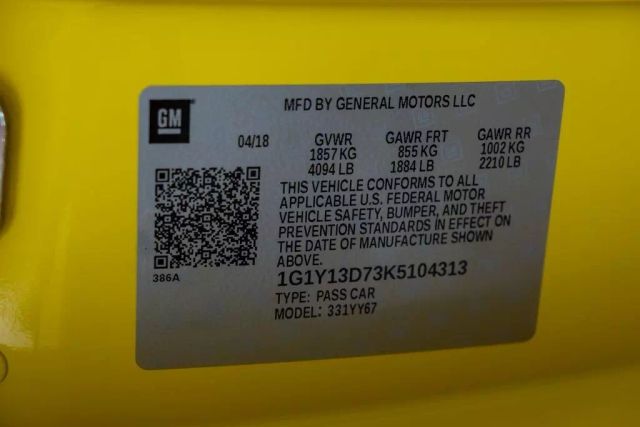 MFD BY GENERAL MOTORS LLC
GM
04/18 GVWR GAWR FRT GAWR RR
1857 KG 855 KG 1002 KG
4094 LB 1884 LB 2210 LB
THIS VEHICLE CONFORMS TO ALL
APPLICABLE U.S. FEDERAL MOTOR
VEHICLE SAFETY, BUMPER, AND THEFT
PREVENTION STANDARDS IN EFFECT ON
THE DATE OF MANUFACTURE SHOWN
ABOVE.
386A
1G1Y13D73K5104313
TYPE: PASS CAR
MODEL: 331YY67